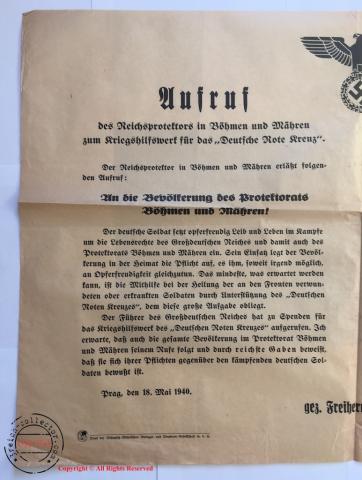 Aufruf
des Reichsprotektors in Böhmen und Mähren
zum Kriegshilfswerk für das „Deutsche Rote Kreuz“.
Der Reichsprotektor in Böhmen und Mähren erläßt folgen-
den Aufruf:
An die Bevölkerung des Protektorats
Böhmen und Mähren!
Der deutsche Soldat setzt opferfreudig Leib und Leben im Kampfe
um die Lebensrechte des Großdeutschen Reiches und damit auch des
Protektorats Böhmen und Mähren ein. Sein Einsatz legt der Bevöl-
kerung in der Heimat die Pflicht auf, es ihm, soweit irgend möglich,
an Opferfreudigkeit gleichzutun. Das mindeste, was erwartet werden
kann, ist die Mithilfe bei der Heilung der an den Fronten verwun-
deten oder erkrankten Soldaten durch Unterstützung des „Deutschen
Roten Kreuzes“, dem diese große Aufgabe obliegt.
Der Führer des Großdeutschen Reiches hat zu Spenden für
das Kriegshilfswerk des „Deutschen Roten Kreuzes“ aufgerufen. Ich
erwarte, daß auch die gesamte Bevölkerung im Protektorat Böhmen
und Mähren seinem Rufe folgt und durch reichste Gaben beweist,
daß sie sich ihrer Pflichten gegenüber den kämpfenden deutschen Sol-
daten bewußt ist.
Prag, den 18. Mai 1940.
gez. Freiherr
Copyright © All Rights Reserved